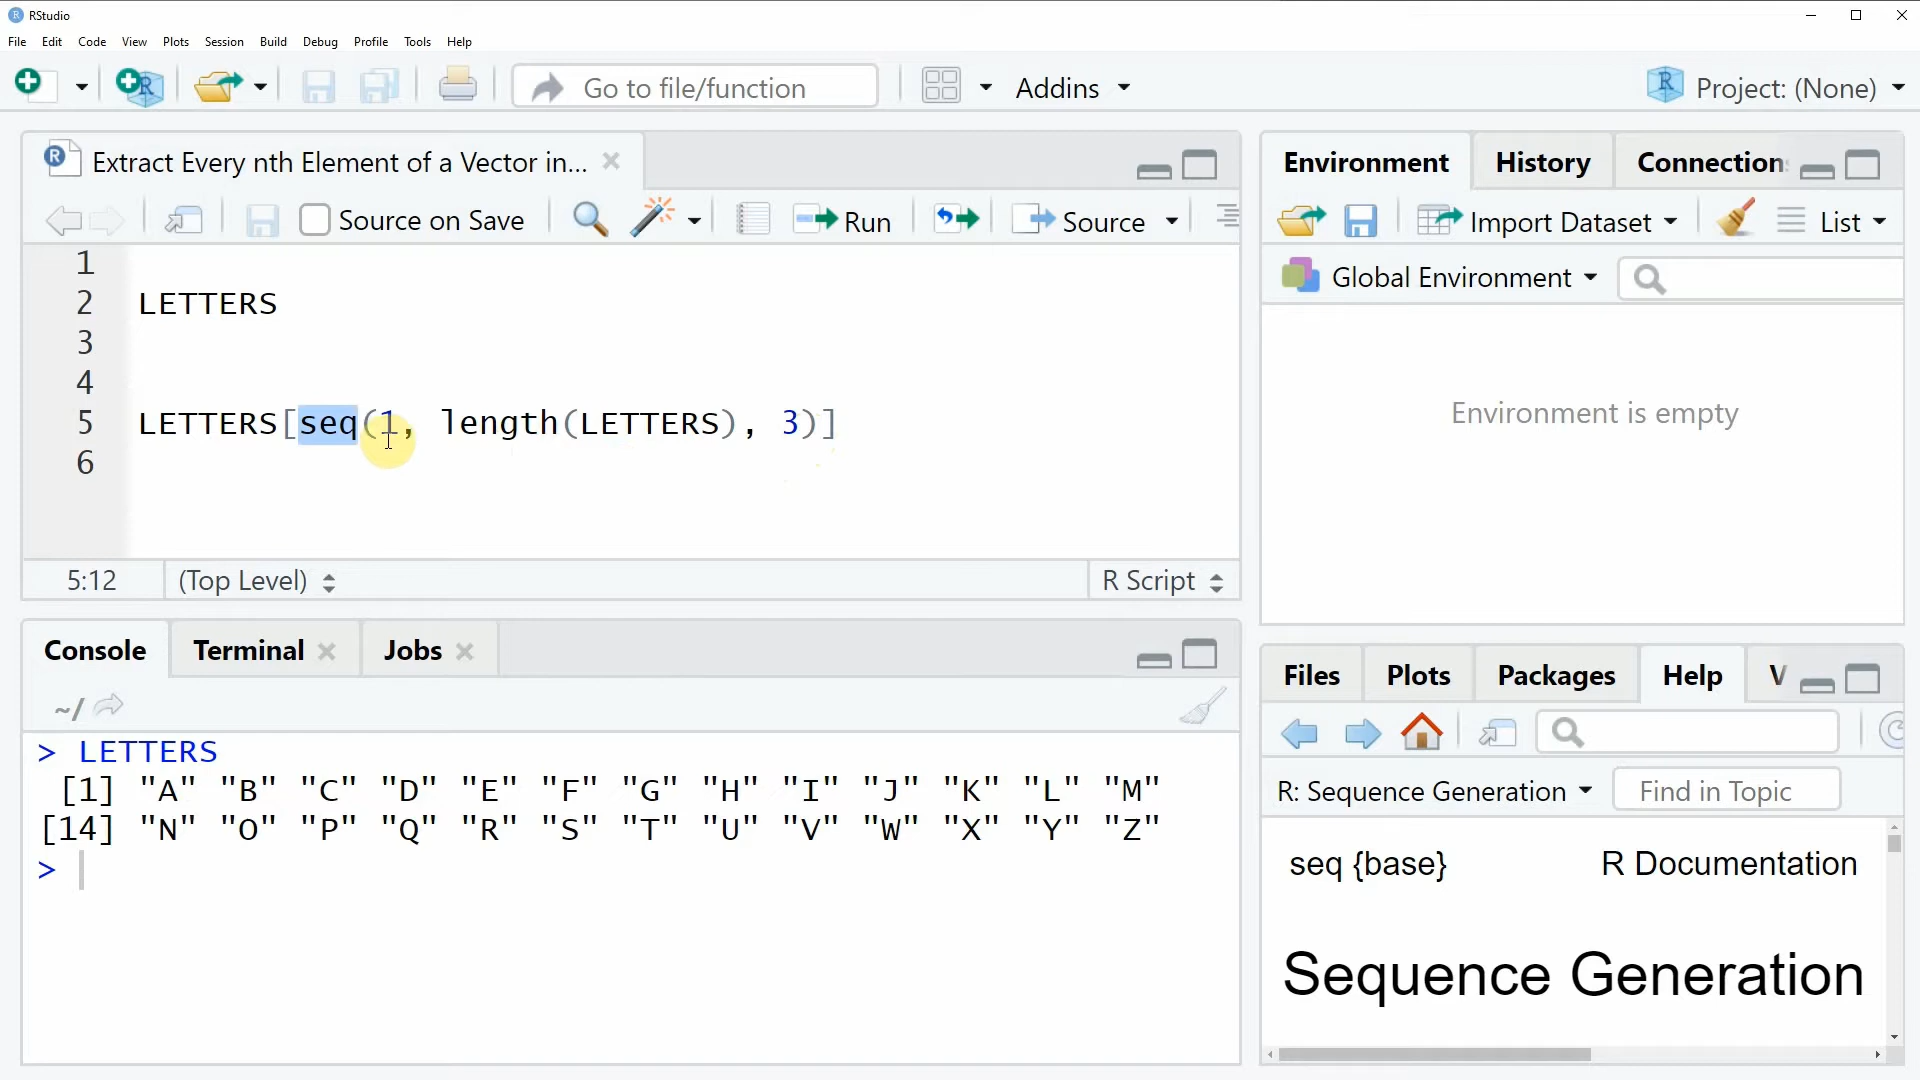 RStudio
File Edit Code View Plots Session Build Debug Profile Tools Help
Go to file/function Addins Project: (None)
Extract Every nth Element of a Vector in...
Source on Save Run Source
1
2 LETTERS
3
4
5 LETTERS[seq(1, length(LETTERS), 3)]
6
5:12 (Top Level) R Script
Console Terminal Jobs
~/
> LETTERS
[1] "A" "B" "C" "D" "E" "F" "G" "H" "I" "J" "K" "L" "M"
[14] "N" "O" "P" "Q" "R" "S" "T" "U" "V" "W" "X" "Y" "Z"
>
Environment History Connection
Import Dataset List
Global Environment
Environment is empty
Files Plots Packages Help V
R: Sequence Generation Find in Topic
seq {base} R Documentation
Sequence Generation